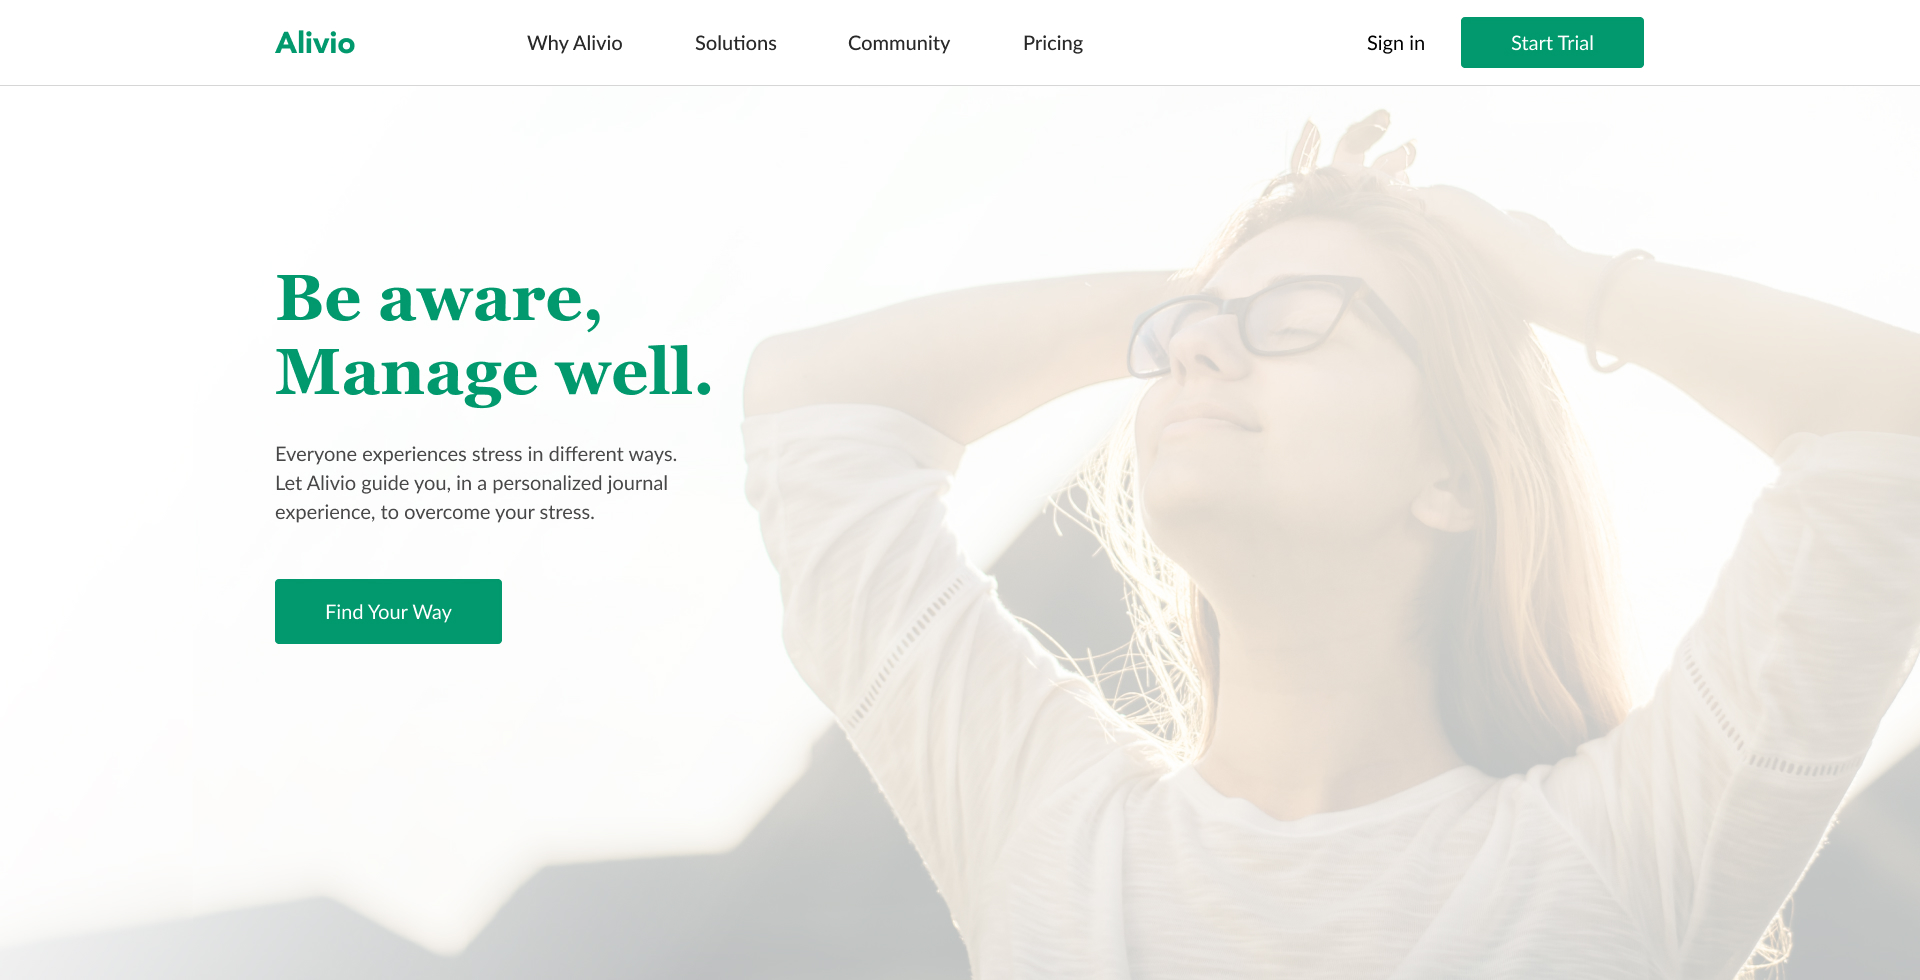 Alivio
Why Alivio
Solutions
Community
Pricing
Sign in
Start Trial
Be aware,
Manage well.
Everyone experiences stress in different ways.
Let Alivio guide you, in a personalized journal
experience, to overcome your stress.
Find Your Way